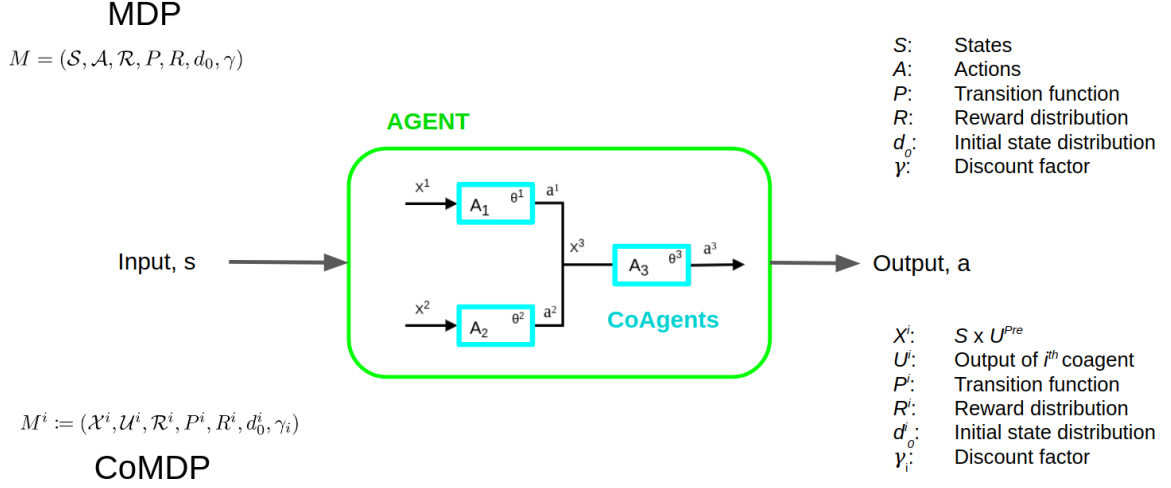 MDP
M = (𝒮, 𝒜, ℛ, P, R, d₀, γ)
S: States
A: Actions
P: Transition function
R: Reward distribution
d₀: Initial state distribution
γ: Discount factor
AGENT
x¹
A₁ θ¹
a¹
Input, s
x³
A₃ θ³
a³
Output, a
x²
A₂ θ²
a²
CoAgents
Xⁱ: S x Uᴾʳᵉ
Uⁱ: Output of iᵗʰ coagent
Pⁱ: Transition function
Rⁱ: Reward distribution
dⁱ₀: Initial state distribution
γᵢ: Discount factor
Mⁱ := (𝒳ⁱ, 𝒰ⁱ, ℛⁱ, Pⁱ, Rⁱ, dⁱ₀, γᵢ)
CoMDP